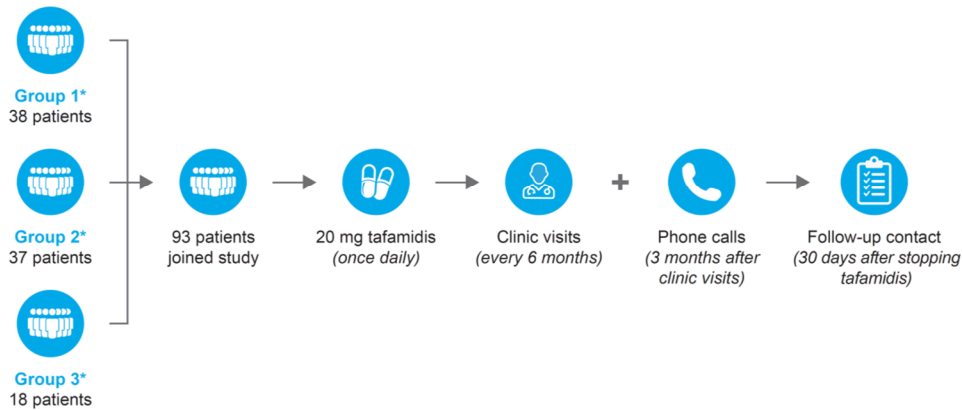 Group 1*
38 patients
Group 2*
37 patients
Group 3*
18 patients
93 patients
joined study
20 mg tafamidis
(once daily)
Clinic visits
(every 6 months)
+
Phone calls
(3 months after
clinic visits)
Follow-up contact
(30 days after stopping
tafamidis)